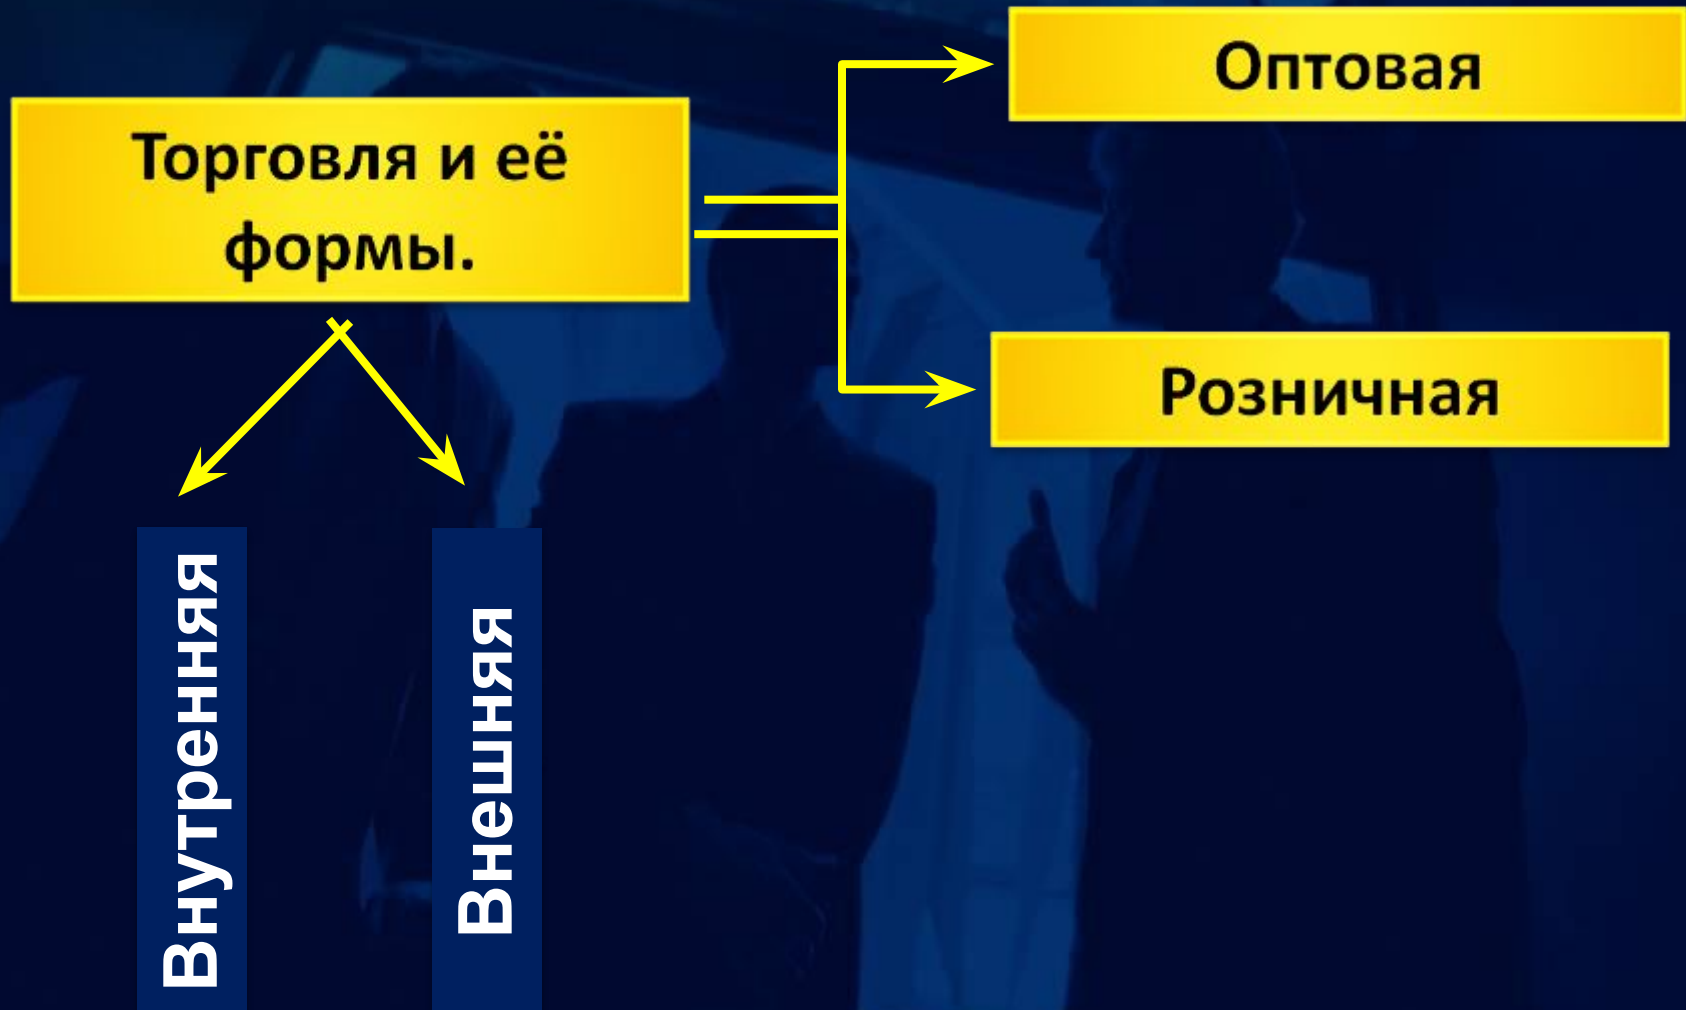 Оптовая
Торговля и её
формы.
Розничная
Внутренняя
Внешняя